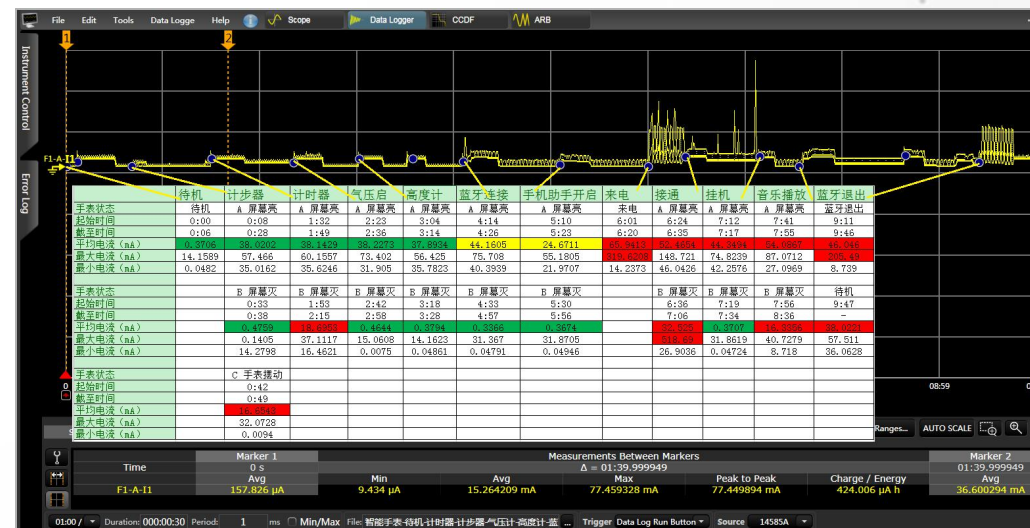 File Edit Tools Data Logge Help Scope Data Logger CCDF ARB
1 2
Instrument Control
Error Log
F1-A-I1
待机 计步器 计时器 气压启 高度计 蓝牙连接 手机助手开启 来电 接通 挂机 音乐播放 蓝牙退出
手表状态 待机 A 屏幕亮 A 屏幕亮 A 屏幕亮 A 屏幕亮 A 屏幕亮 A 屏幕亮 来电 A 屏幕亮 A 屏幕亮 A 屏幕亮 蓝牙退出
起始时间 0:00 0:08 1:32 2:23 3:04 4:14 5:10 6:01 6:24 7:12 7:41 9:11
截至时间 0:06 0:28 1:49 2:36 3:14 4:26 5:23 6:20 6:35 7:17 7:55 9:46
平均电流（mA） 0.3706 38.0202 38.1429 38.2273 37.8934 44.1605 24.6711 65.9413 52.4654 44.3494 54.0867 46.046
最大电流（mA） 14.1589 57.466 60.1557 73.402 56.425 75.708 55.1805 319.6209 148.721 74.8239 87.0712 205.49
最小电流（mA） 0.0482 35.0162 35.6246 31.905 35.7823 40.3939 21.9707 14.2373 46.0426 42.2576 27.0969 8.739
手表状态 B 屏幕灭 B 屏幕灭 B 屏幕灭 B 屏幕灭 B 屏幕灭 B 屏幕灭 B 屏幕灭 B 屏幕灭 B 屏幕灭 待机
起始时间 0:33 1:53 2:42 3:18 4:33 5:30 6:36 7:19 7:56 9:47
截至时间 0:38 2:15 2:58 3:28 4:57 5:56 7:06 7:34 8:36 -
平均电流（mA） 0.4759 18.6953 0.4644 0.3794 0.3366 0.3674 32.525 0.3707 16.3356 38.0221
最大电流（mA） 0.1405 37.1117 15.0608 14.1623 31.367 31.8705 518.69 31.8619 40.7279 57.511
最小电流（mA） 14.2798 16.4621 0.0075 0.04861 0.04791 0.04946 26.9036 0.04724 8.718 36.0628
手表状态 C 手表摆动
起始时间 0:42
截至时间 0:49
平均电流（mA） 16.6543
最大电流（mA） 32.0728
最小电流（mA） 0.0094
0 08:59
Ranges... AUTO SCALE
Marker 1 Measurements Between Markers Marker 2
Time 0 s Δ = 01:39.999949 01:39.999949
Avg Min Avg Max Peak to Peak Charge / Energy Avg
F1-A-I1 157.826 μA 9.434 μA 15.264209 mA 77.459328 mA 77.449894 mA 424.006 μA h 36.600294 mA
01:00 / Duration: 000:00:30 Period: 1 ms Min/Max File: 智能手表-待机-计时器-计步器-气压计-高度计-蓝 ... Trigger Data Log Run Button Source 14585A